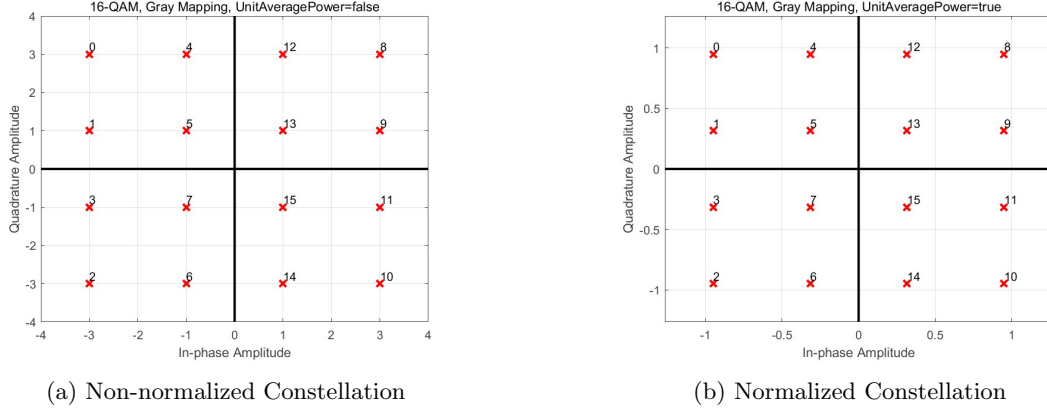 16-QAM, Gray Mapping, UnitAveragePower=false
4
3
2
1
0
-1
-2
-3
-4
Quadrature Amplitude
0 4 12 8
1 5 13 9
3 7 15 11
2 6 14 10
-4 -3 -2 -1 0 1 2 3 4
In-phase Amplitude
(a) Non-normalized Constellation
16-QAM, Gray Mapping, UnitAveragePower=true
1
0.5
0
-0.5
-1
Quadrature Amplitude
0 4 12 8
1 5 13 9
3 7 15 11
2 6 14 10
-1 -0.5 0 0.5 1
In-phase Amplitude
(b) Normalized Constellation